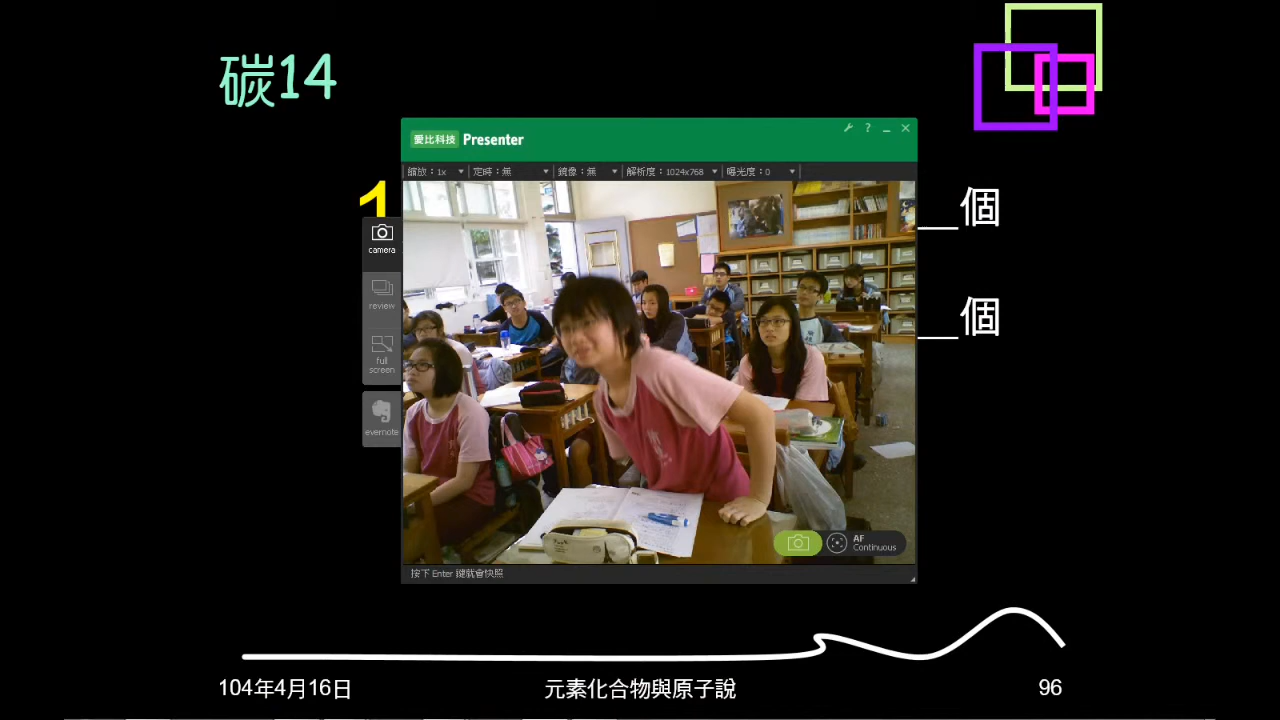 碳14
愛比科技 Presenter
縮放：1x 定時：無 鏡像：無 解析度：1024x768 曝光度：0
1
__個
camera
review
__個
full
screen
evernote
AF
Continuous
按下 Enter 鍵就會快照
104年4月16日 元素化合物與原子說 96